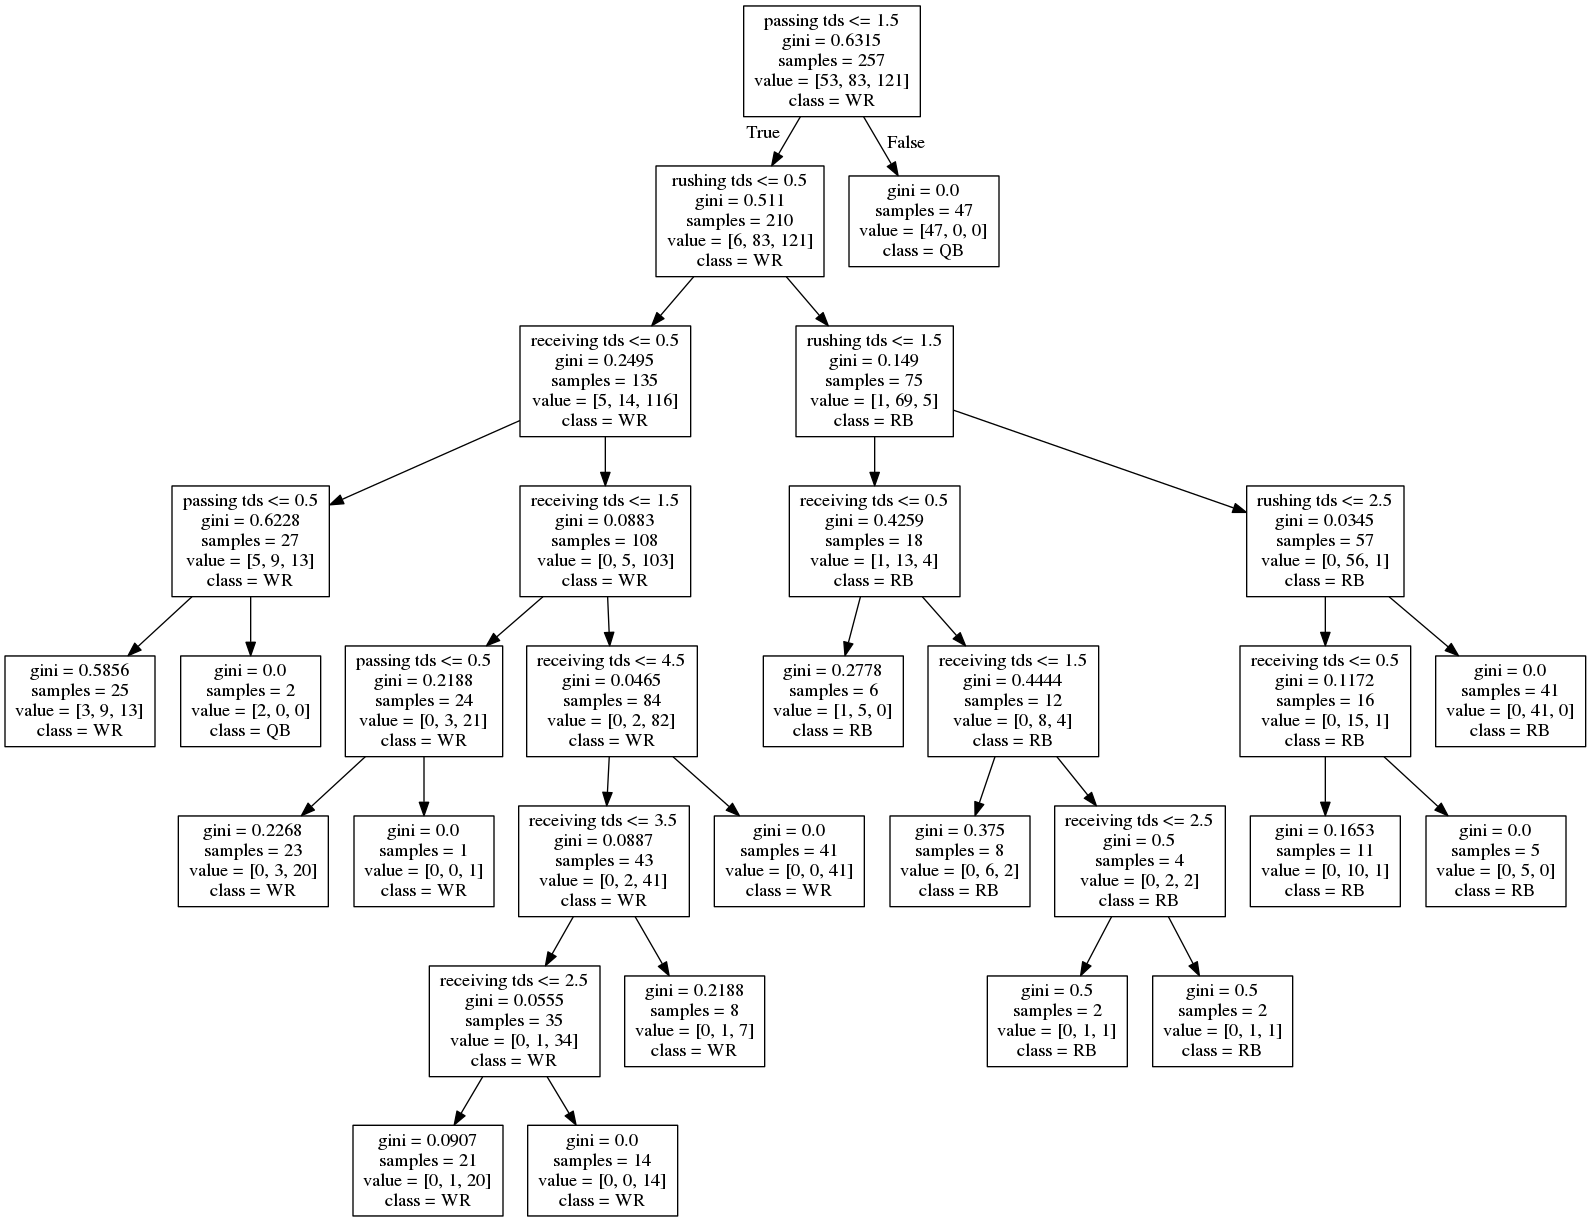 passing tds <= 1.5
gini = 0.6315
samples = 257
value = [53, 83, 121]
class = WR
True
False
rushing tds <= 0.5
gini = 0.511
samples = 210
value = [6, 83, 121]
class = WR
gini = 0.0
samples = 47
value = [47, 0, 0]
class = QB
receiving tds <= 0.5
gini = 0.2495
samples = 135
value = [5, 14, 116]
class = WR
rushing tds <= 1.5
gini = 0.149
samples = 75
value = [1, 69, 5]
class = RB
passing tds <= 0.5
gini = 0.6228
samples = 27
value = [5, 9, 13]
class = WR
receiving tds <= 1.5
gini = 0.0883
samples = 108
value = [0, 5, 103]
class = WR
receiving tds <= 0.5
gini = 0.4259
samples = 18
value = [1, 13, 4]
class = RB
rushing tds <= 2.5
gini = 0.0345
samples = 57
value = [0, 56, 1]
class = RB
gini = 0.5856
samples = 25
value = [3, 9, 13]
class = WR
gini = 0.0
samples = 2
value = [2, 0, 0]
class = QB
passing tds <= 0.5
gini = 0.2188
samples = 24
value = [0, 3, 21]
class = WR
receiving tds <= 4.5
gini = 0.0465
samples = 84
value = [0, 2, 82]
class = WR
gini = 0.2778
samples = 6
value = [1, 5, 0]
class = RB
receiving tds <= 1.5
gini = 0.4444
samples = 12
value = [0, 8, 4]
class = RB
receiving tds <= 0.5
gini = 0.1172
samples = 16
value = [0, 15, 1]
class = RB
gini = 0.0
samples = 41
value = [0, 41, 0]
class = RB
gini = 0.2268
samples = 23
value = [0, 3, 20]
class = WR
gini = 0.0
samples = 1
value = [0, 0, 1]
class = WR
receiving tds <= 3.5
gini = 0.0887
samples = 43
value = [0, 2, 41]
class = WR
gini = 0.0
samples = 41
value = [0, 0, 41]
class = WR
gini = 0.375
samples = 8
value = [0, 6, 2]
class = RB
receiving tds <= 2.5
gini = 0.5
samples = 4
value = [0, 2, 2]
class = RB
gini = 0.1653
samples = 11
value = [0, 10, 1]
class = RB
gini = 0.0
samples = 5
value = [0, 5, 0]
class = RB
receiving tds <= 2.5
gini = 0.0555
samples = 35
value = [0, 1, 34]
class = WR
gini = 0.2188
samples = 8
value = [0, 1, 7]
class = WR
gini = 0.5
samples = 2
value = [0, 1, 1]
class = RB
gini = 0.5
samples = 2
value = [0, 1, 1]
class = RB
gini = 0.0907
samples = 21
value = [0, 1, 20]
class = WR
gini = 0.0
samples = 14
value = [0, 0, 14]
class = WR